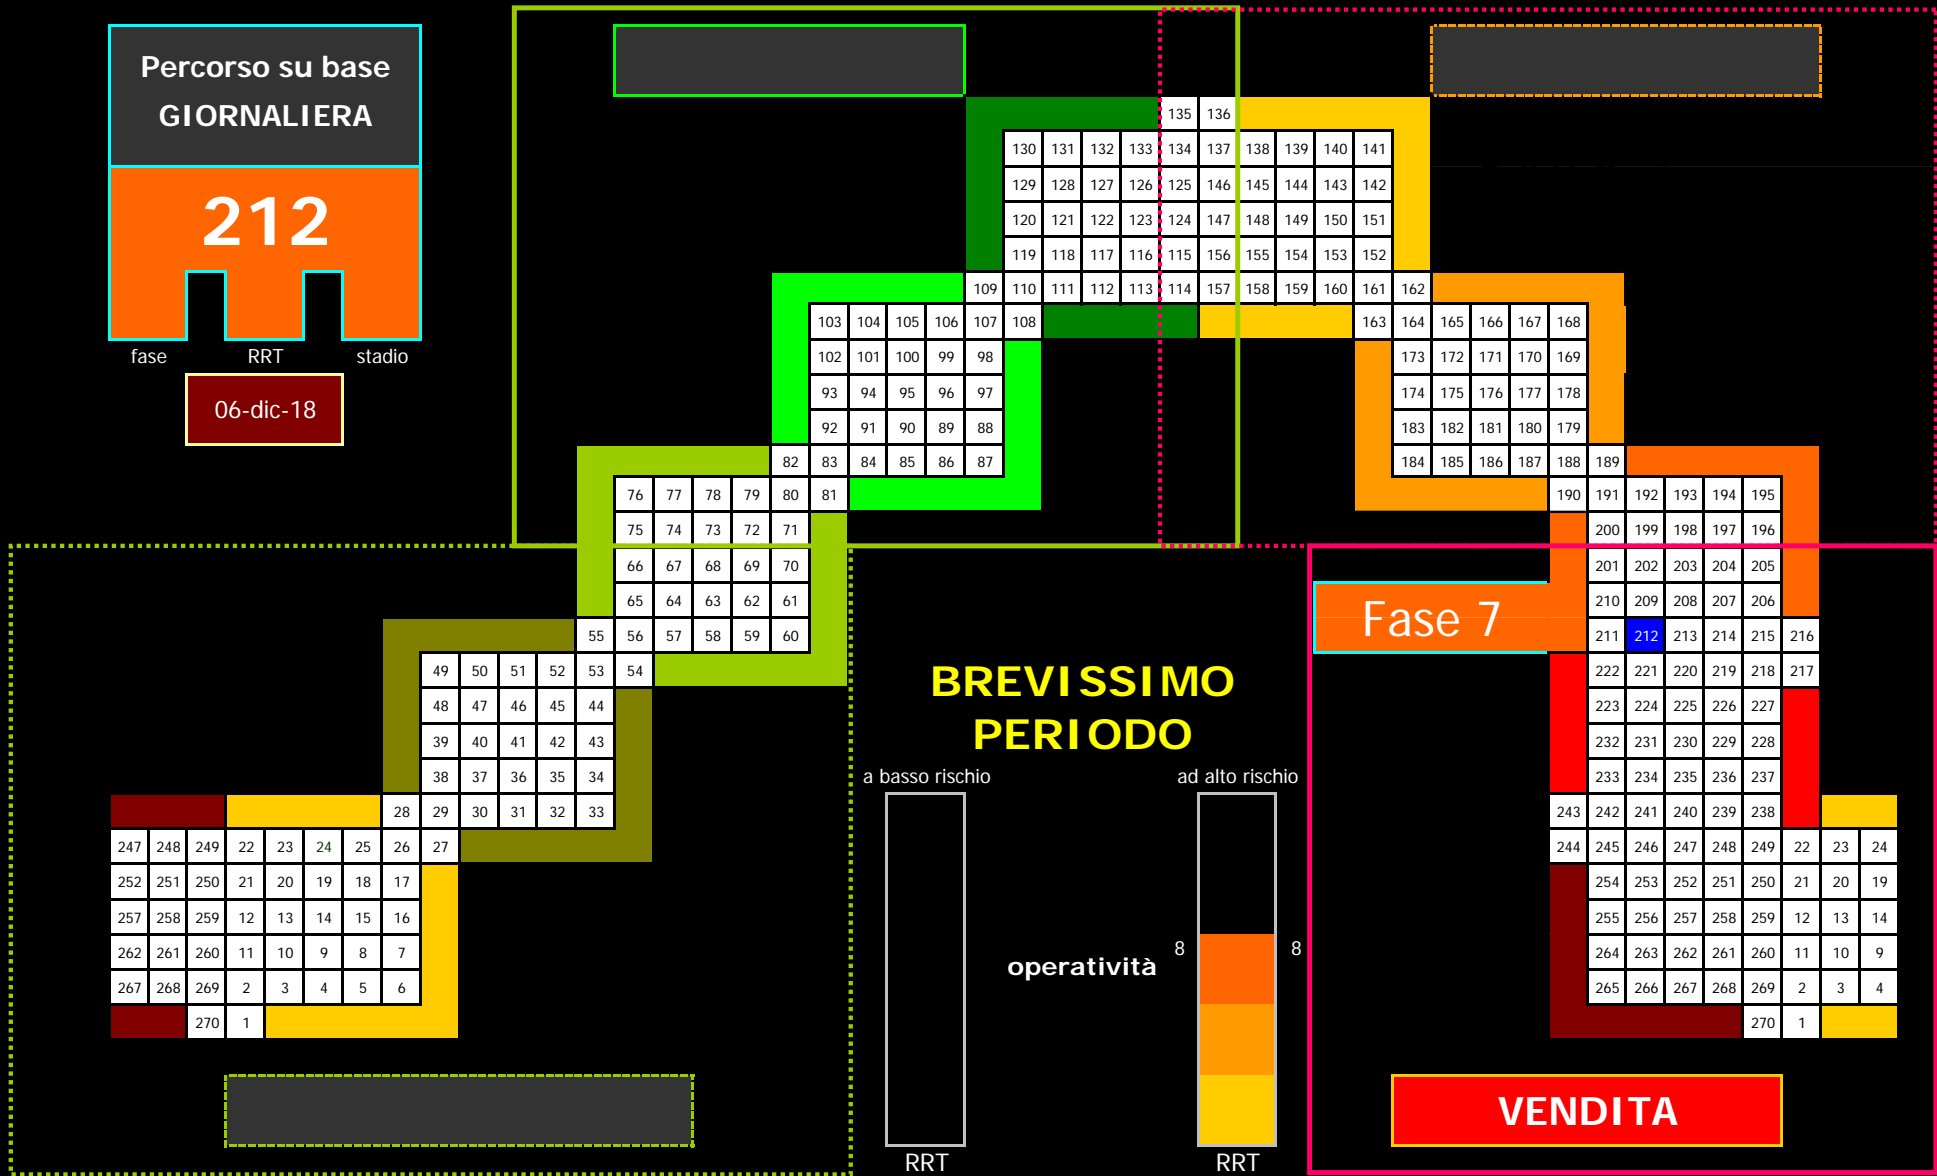 Percorso su base
GIORNALIERA
212
fase RRT stadio
06-dic-18
135 136
130 131 132 133 134 137 138 139 140 141
129 128 127 126 125 146 145 144 143 142
120 121 122 123 124 147 148 149 150 151
119 118 117 116 115 156 155 154 153 152
109 110 111 112 113 114 157 158 159 160 161 162
103 104 105 106 107 108 163 164 165 166 167 168
102 101 100 99 98 173 172 171 170 169
93 94 95 96 97 174 175 176 177 178
92 91 90 89 88 183 182 181 180 179
82 83 84 85 86 87 184 185 186 187 188 189
76 77 78 79 80 81 190 191 192 193 194 195
75 74 73 72 71 200 199 198 197 196
66 67 68 69 70 201 202 203 204 205
65 64 63 62 61 210 209 208 207 206
Fase 7
55 56 57 58 59 60 211 212 213 214 215 216
49 50 51 52 53 54 222 221 220 219 218 217
BREVISSIMO
PERIODO
48 47 46 45 44 223 224 225 226 227
39 40 41 42 43 232 231 230 229 228
a basso rischio ad alto rischio
38 37 36 35 34 233 234 235 236 237
28 29 30 31 32 33 243 242 241 240 239 238
247 248 249 22 23 24 25 26 27 244 245 246 247 248 249 22 23 24
252 251 250 21 20 19 18 17 254 253 252 251 250 21 20 19
257 258 259 12 13 14 15 16 255 256 257 258 259 12 13 14
262 261 260 11 10 9 8 7 264 263 262 261 260 11 10 9
operatività 8 8
267 268 269 2 3 4 5 6 265 266 267 268 269 2 3 4
270 1 270 1
VENDITA
RRT RRT